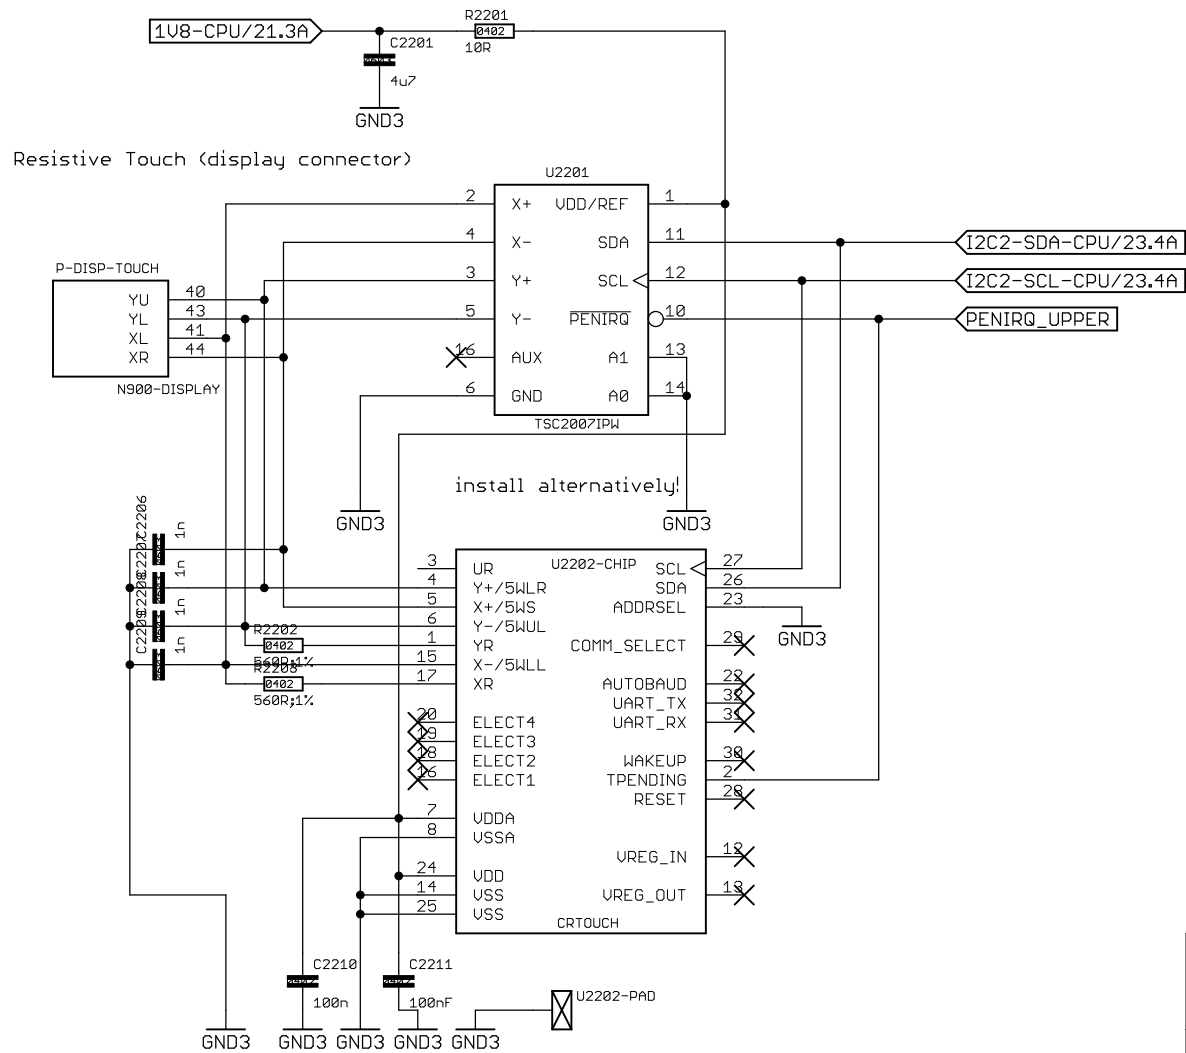 1V8-CPU/21.3A
R2201
0402
10R
C2201
4u7
GND3
Resistive Touch (display connector)
U2201
2 X+ VDD/REF 1
4 X- SDA 11
3 Y+ SCL 12
5 Y- PENIRQ 10
16 AUX A1 13
6 GND A0 14
TSC2007IPW
I2C2-SDA-CPU/23.4A
I2C2-SCL-CPU/23.4A
PENIRQ_UPPER
P-DISP-TOUCH
YU 40
YL 43
XL 41
XR 44
N900-DISPLAY
install alternatively!
GND3
GND3
C2206
1n
C2207
1n
C2208
1n
C2209
1n
R2202
0402
560R;1%
R2203
0402
560R;1%
U2202-CHIP
3 UR SCL 27
4 Y+/5WLR SDA 26
5 X+/5WS ADDRSEL 23
GND3
6 Y-/5WUL
1 YR COMM_SELECT 29
15 X-/5WLL
17 XR AUTOBAUD 22
UART_TX 32
20 ELECT4 UART_RX 31
19 ELECT3
18 ELECT2 WAKEUP 30
16 ELECT1 TPENDING 2
RESET 28
7 VDDA
8 VSSA
VREG_IN 12
24 VDD
14 VSS VREG_OUT 13
25 VSS
CRTOUCH
C2210
100n
C2211
100nF
U2202-PAD
GND3
GND3
GND3
GND3
GND3